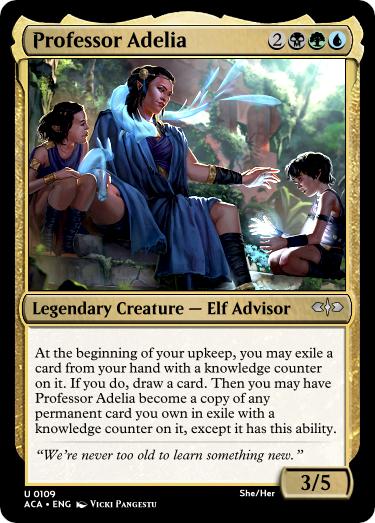 Professor Adelia 2
Legendary Creature — Elf Advisor
At the beginning of your upkeep, you may exile a
card from your hand with a knowledge counter
on it. If you do, draw a card. Then you may have
Professor Adelia become a copy of any
permanent card you own in exile with a
knowledge counter on it, except it has this ability.
“We’re never too old to learn something new.”
3/5
U 0109 She/Her
ACA • ENG Vicki Pangestu